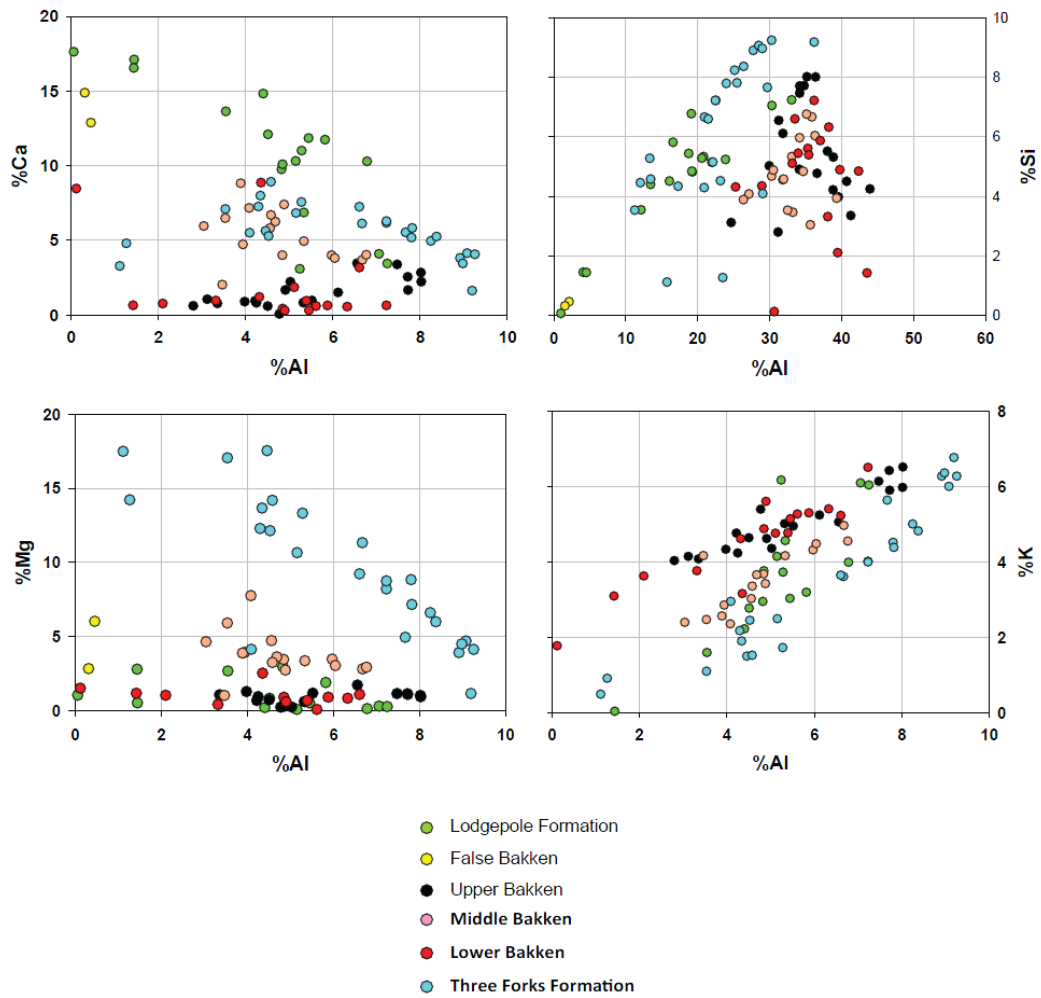 20
15
10
5
0
%Ca
0 2 4 6 8 10
%Al
10
8
6
4
2
0
%Si
0 10 20 30 40 50 60
%Al
20
15
10
5
0
%Mg
0 2 4 6 8 10
%Al
8
6
4
2
0
%K
0 2 4 6 8 10
%Al
Lodgepole Formation
False Bakken
Upper Bakken
Middle Bakken
Lower Bakken
Three Forks Formation